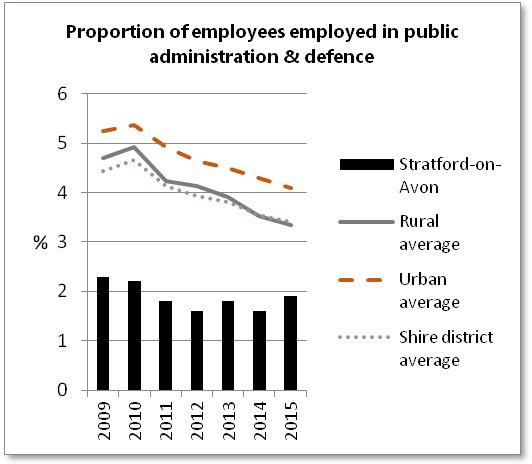 Proportion of employees employed in public
administration & defence
6
5
4
3
2
1
0
%
2009
2010
2011
2012
2013
2014
2015
Stratford-on-
Avon
Rural
average
Urban
average
Shire district
average